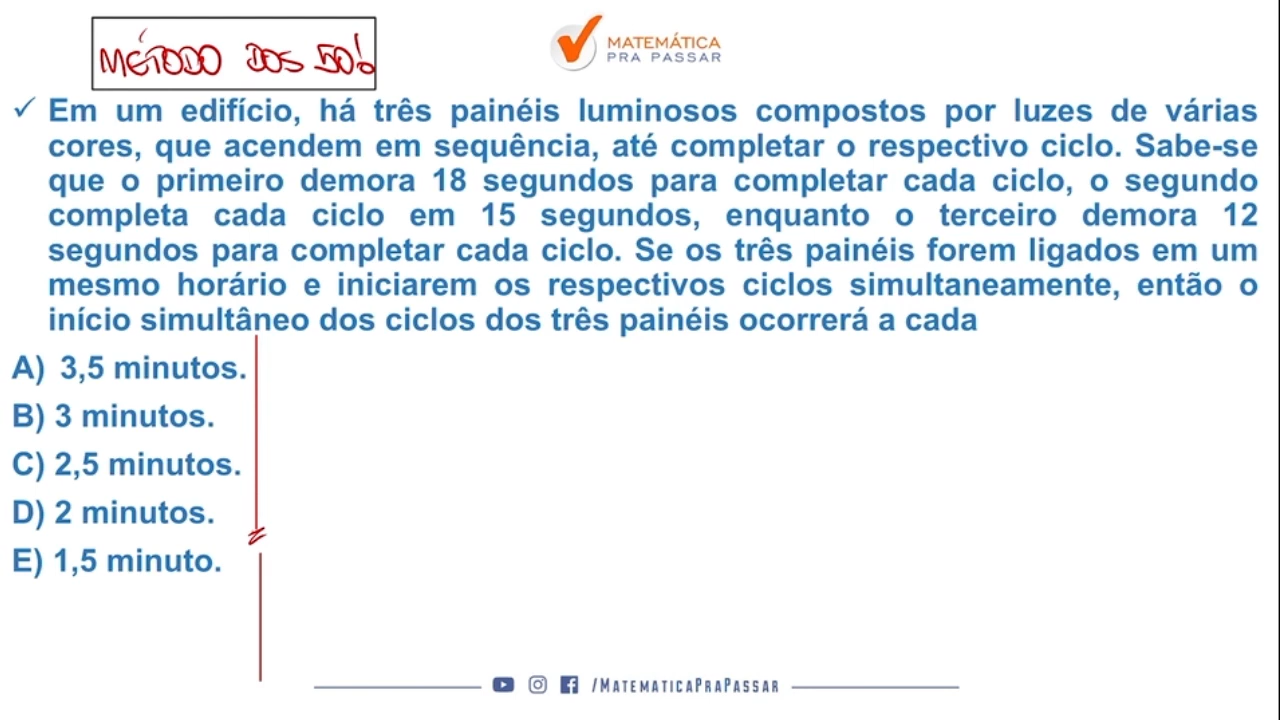 MÉTODO DOS 50!
MATEMÁTICA
PRA PASSAR
✓ Em um edifício, há três painéis luminosos compostos por luzes de várias
cores, que acendem em sequência, até completar o respectivo ciclo. Sabe-se
que o primeiro demora 18 segundos para completar cada ciclo, o segundo
completa cada ciclo em 15 segundos, enquanto o terceiro demora 12
segundos para completar cada ciclo. Se os três painéis forem ligados em um
mesmo horário e iniciarem os respectivos ciclos simultaneamente, então o
início simultâneo dos ciclos dos três painéis ocorrerá a cada
A) 3,5 minutos.
B) 3 minutos.
C) 2,5 minutos.
D) 2 minutos.
E) 1,5 minuto.
/MATEMATICAPRAPASSAR